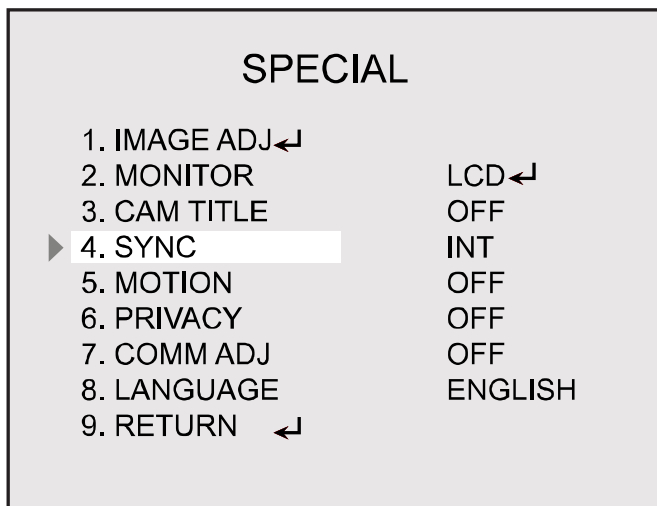 SPECIAL
1. IMAGE ADJ↵
2. MONITOR LCD↵
3. CAM TITLE OFF
4. SYNC INT
5. MOTION OFF
6. PRIVACY OFF
7. COMM ADJ OFF
8. LANGUAGE ENGLISH
9. RETURN ↵